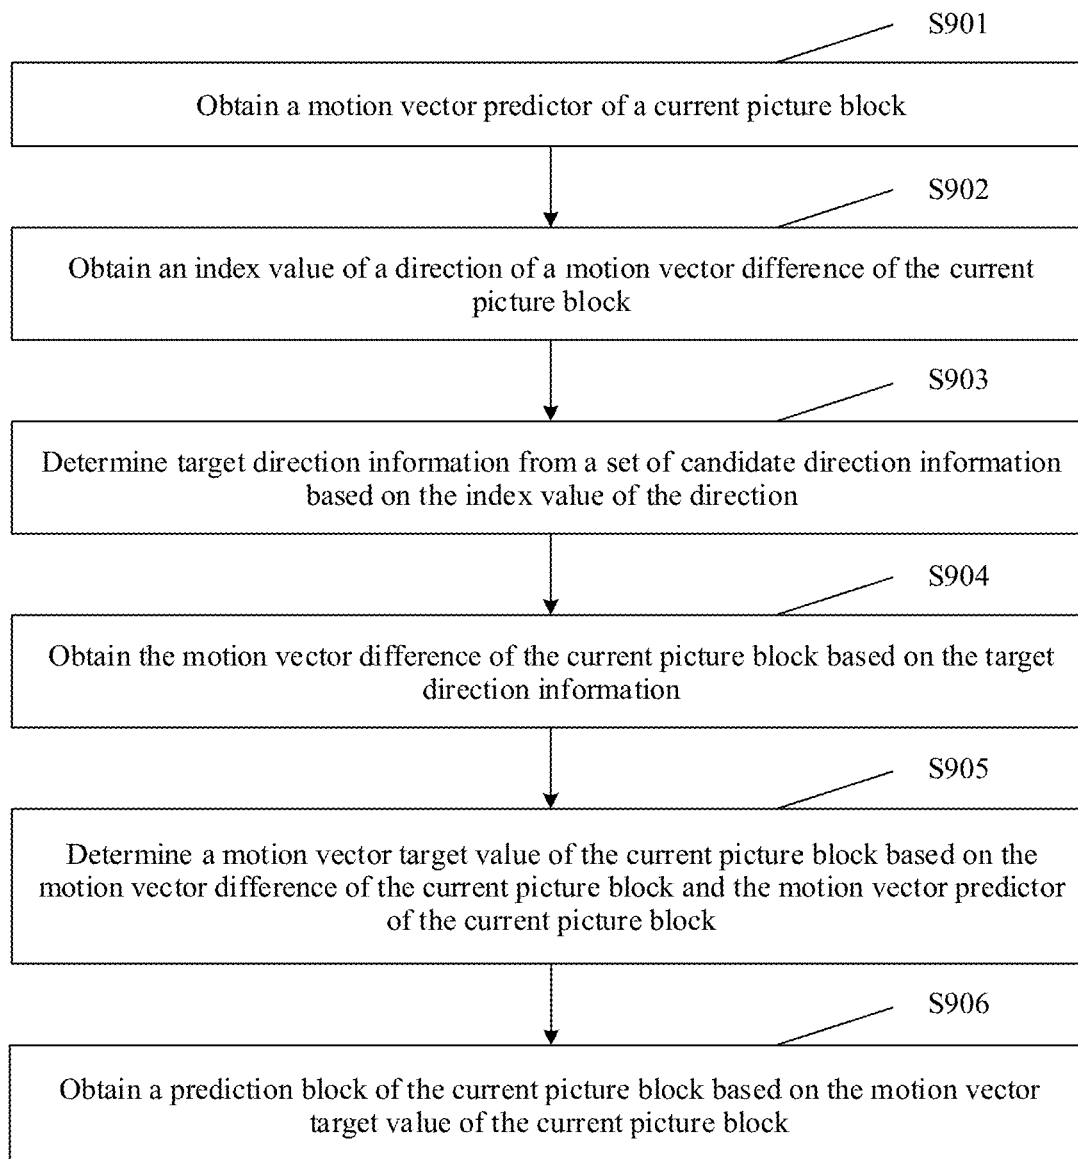 S901
Obtain a motion vector predictor of a current picture block
S902
Obtain an index value of a direction of a motion vector difference of the current
picture block
S903
Determine target direction information from a set of candidate direction information
based on the index value of the direction
S904
Obtain the motion vector difference of the current picture block based on the target
direction information
S905
Determine a motion vector target value of the current picture block based on the
motion vector difference of the current picture block and the motion vector predictor
of the current picture block
S906
Obtain a prediction block of the current picture block based on the motion vector
target value of the current picture block